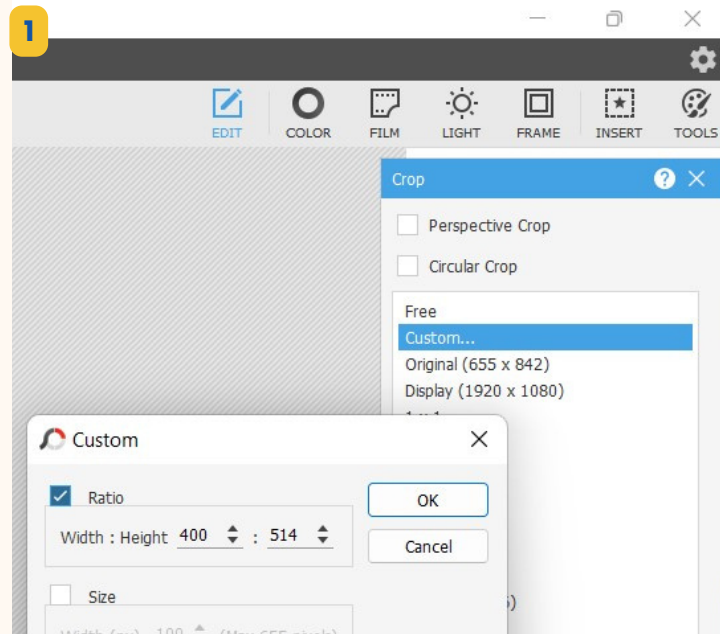 1
EDIT COLOR FILM LIGHT FRAME INSERT TOOLS
Crop
Perspective Crop
Circular Crop
Free
Custom...
Original (655 x 842)
Display (1920 x 1080)
Custom
Ratio
OK
Width : Height 400 : 514
Cancel
Size